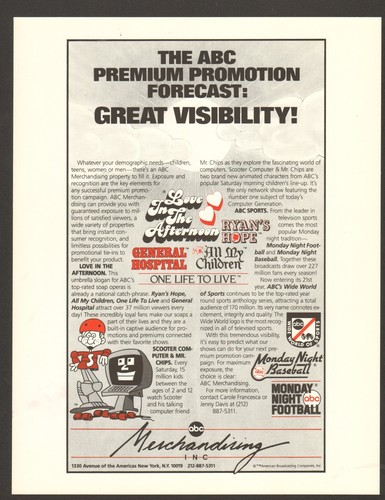 THE ABC
PREMIUM PROMOTION
FORECAST:
GREAT VISIBILITY!
Whatever your demographic needs—children,
teens, women or men—there's an ABC
Merchandising property to fill it. Exposure and
recognition are the key elements for
any successful premium promo-
tion campaign. ABC Merchan-
dising can provide you with
guaranteed exposure to mil-
lions of satisfied viewers, a
wide variety of properties
that bring instant con-
sumer recognition, and
limitless possibilities for
promotional tie-ins to
benefit your product.
LOVE IN THE
AFTERNOON. This
umbrella slogan for ABC's
top-rated soap operas is
already a national catch-phrase. Ryan's Hope,
All My Children, One Life To Live and General
Hospital attract over 37 million viewers every
day! These incredibly loyal fans make our soaps a
part of their lives and they are a
built-in captive audience for pro-
motions and premiums connected
with their favorite shows.
SCOOTER COM-
PUTER & MR.
CHIPS. Every
Saturday, 15
million kids
between the
ages of 2 and 12
watch Scooter
and his talking
computer friend
Mr. Chips as they explore the fascinating world of
computers. Scooter Computer & Mr. Chips are
two brand new animated characters from ABC's
popular Saturday morning children's line-up. It's
the only network show featuring the
number one subject of today's
Computer Generation.
ABC SPORTS. From the leader in
television sports
comes the most
popular Monday
night tradition—
Monday Night Foot-
ball and Monday Night
Baseball. Together these
broadcasts draw over 227
million fans every season!
Now entering its 21st
year, ABC's Wide World
of Sports continues to be the top-rated year
round sports anthology series, attracting a total
audience of 170 million. Its very name connotes ex-
citement, integrity and quality. The
Wide World logo is the most recog-
nized in all of television sports.
With this tremendous visibility,
it's easy to predict what our
shows can do for your next pre-
mium promotion cam-
paign. For maximum
exposure, the
choice is clear:
ABC Merchandising.
For more information,
contact Carole Francesca or
Jenny Davis at (212)
887-5311.
Love
In The
Afternoon
RYAN'S
HOPE
GENERAL
HOSPITAL
All My
Children
ONE LIFE TO LIVE
WIDE
WORLD OF SPORTS
Monday Night
Baseball
MONDAY
NIGHT abc
FOOTBALL
abc
Merchandising
INC
1330 Avenue of the Americas New York, N.Y. 10019 212-887-5311
American Broadcasting Companies, Inc